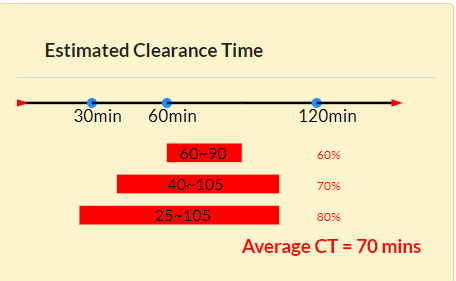 Estimated Clearance Time
30min 60min 120min
60~90 60%
40~105 70%
25~105 80%
Average CT = 70 mins